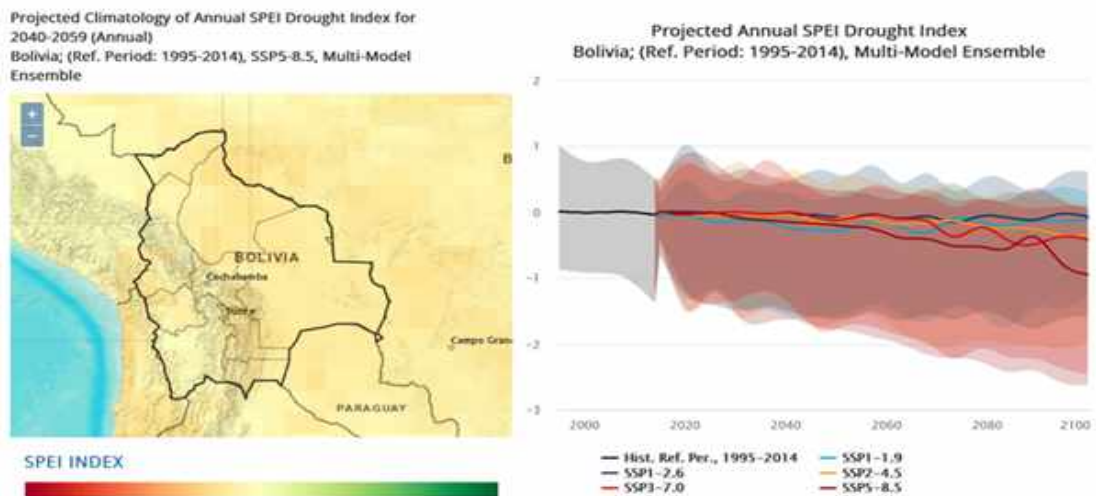 Projected Climatology of Annual SPEI Drought Index for
2040-2059 (Annual)
Bolivia; (Ref. Period: 1995-2014), SSP5-8.5, Multi-Model
Ensemble
+
−
B
BOLIVIA
Cochabamba
Sucre
Campo Gran
PARAGUAY
SPEI INDEX
Projected Annual SPEI Drought Index
Bolivia; (Ref. Period: 1995-2014), Multi-Model Ensemble
2
1
0
-1
-2
-3
2000 2020 2040 2060 2080 2100
Hist. Ref. Per., 1995-2014 SSP1-1.9
SSP1-2.6 SSP2-4.5
SSP3-7.0 SSP5-8.5